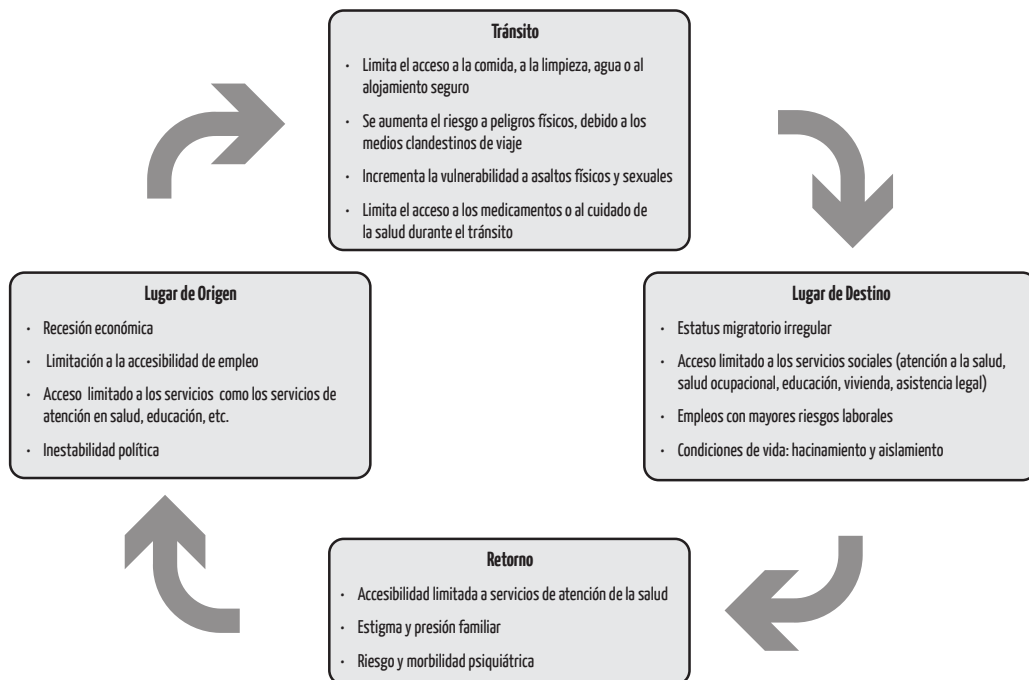 Tránsito
• Limita el acceso a la comida, a la limpieza, agua o al
alojamiento seguro
• Se aumenta el riesgo a peligros físicos, debido a los
medios clandestinos de viaje
• Incrementa la vulnerabilidad a asaltos físicos y sexuales
• Limita el acceso a los medicamentos o al cuidado de
la salud durante el tránsito
Lugar de Origen
• Recesión económica
• Limitación a la accesibilidad de empleo
• Acceso limitado a los servicios como los servicios de
atención en salud, educación, etc.
• Inestabilidad política
Lugar de Destino
• Estatus migratorio irregular
• Acceso limitado a los servicios sociales (atención a la salud,
salud ocupacional, educación, vivienda, asistencia legal)
• Empleos con mayores riesgos laborales
• Condiciones de vida: hacinamiento y aislamiento
Retorno
• Accesibilidad limitada a servicios de atención de la salud
• Estigma y presión familiar
• Riesgo y morbilidad psiquiátrica